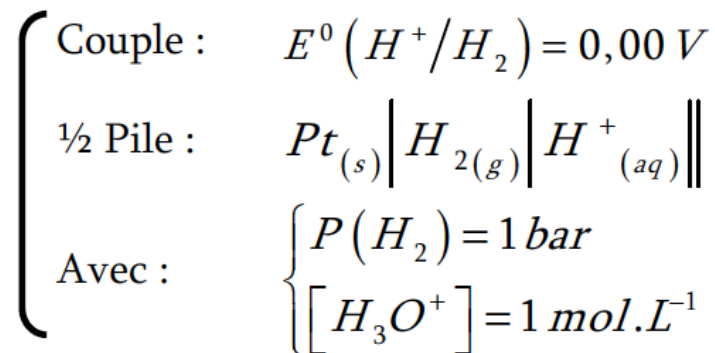 Couple : E⁰(H⁺/H₂) = 0,00 V
½ Pile : Pt₍ₛ₎|H₂₍g₎|H⁺₍aq₎‖
Avec : P(H₂) = 1 bar
[H₃O⁺] = 1 mol.L⁻¹